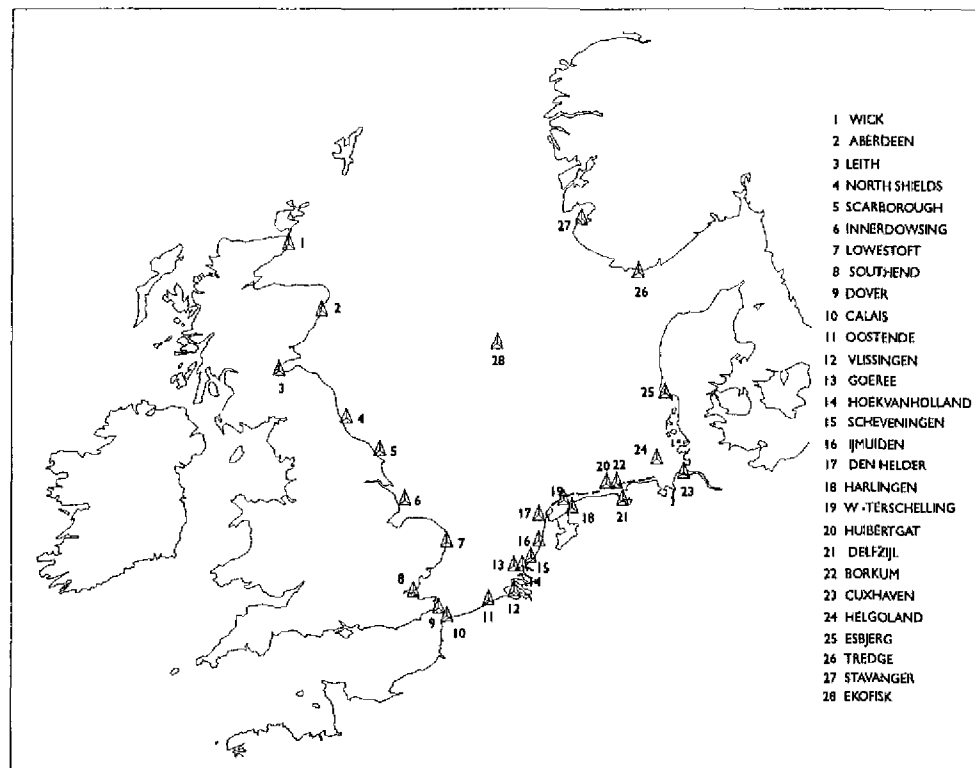 1 WICK
2 ABERDEEN
3 LEITH
4 NORTH SHIELDS
5 SCARBOROUGH
6 INNERDOWSING
7 LOWESTOFT
8 SOUTHEND
9 DOVER
10 CALAIS
11 OOSTENDE
12 VLISSINGEN
13 GOEREE
14 HOEKVANHOLLAND
15 SCHEVENINGEN
16 IJMUIDEN
17 DEN HELDER
18 HARLINGEN
19 W-TERSCHELLING
20 HUIBERTGAT
21 DELFZIJL
22 BORKUM
23 CUXHAVEN
24 HELGOLAND
25 ESBJERG
26 TREDGE
27 STAVANGER
28 EKOFISK
27
1
26
2
28
3
25
4
5
24
20 22
23
6
19
18
21
17
7
16
13
15
14
8
12
11
9
10